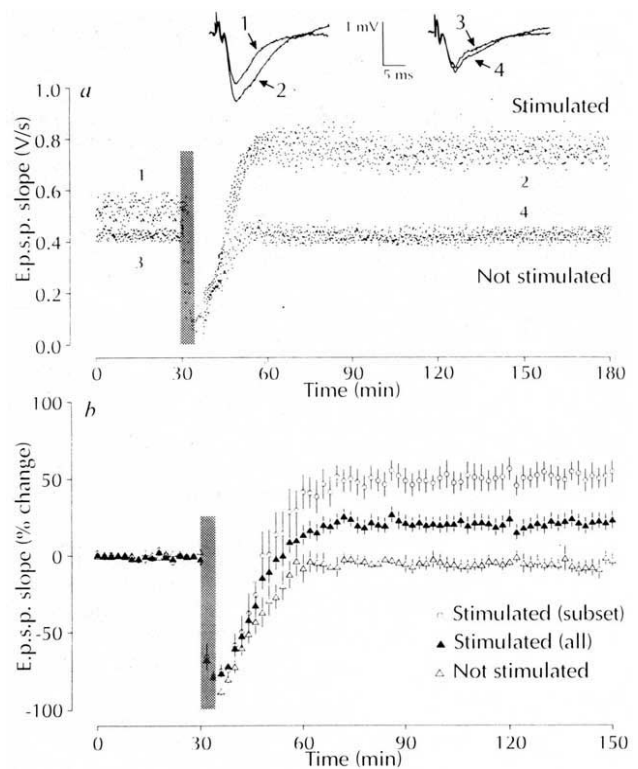 1
2
1 mV
5 ms
3
4
a
Stimulated
Not stimulated
1
3
2
4
E.p.s.p. slope (V/s)
1.0
0.8
0.6
0.4
0.2
0.0
0
30
60
90
120
150
180
Time (min)
b
E.p.s.p. slope (% change)
100
50
0
-50
-100
Stimulated (subset)
Stimulated (all)
Not stimulated
0
30
60
90
120
150
Time (min)